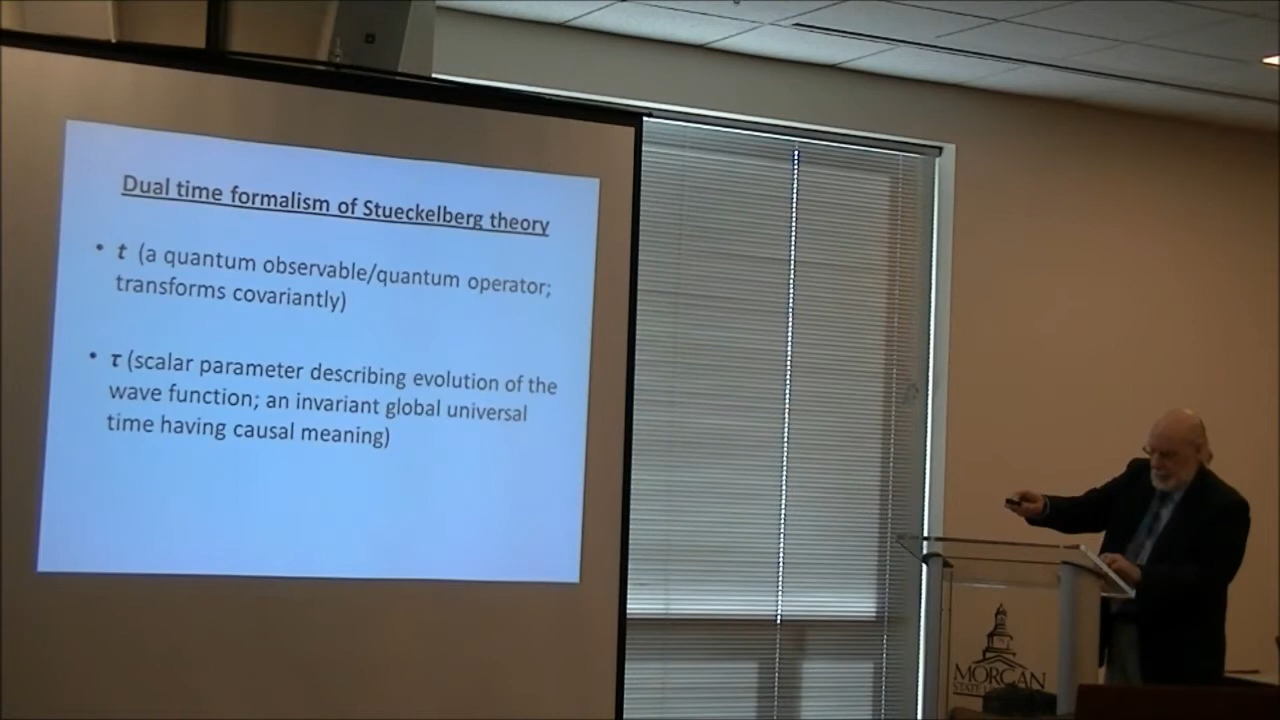 Dual time formalism of Stueckelberg theory
• t (a quantum observable/quantum operator;
transforms covariantly)
• τ (scalar parameter describing evolution of the
wave function; an invariant global universal
time having causal meaning)
MORGAN
STATE